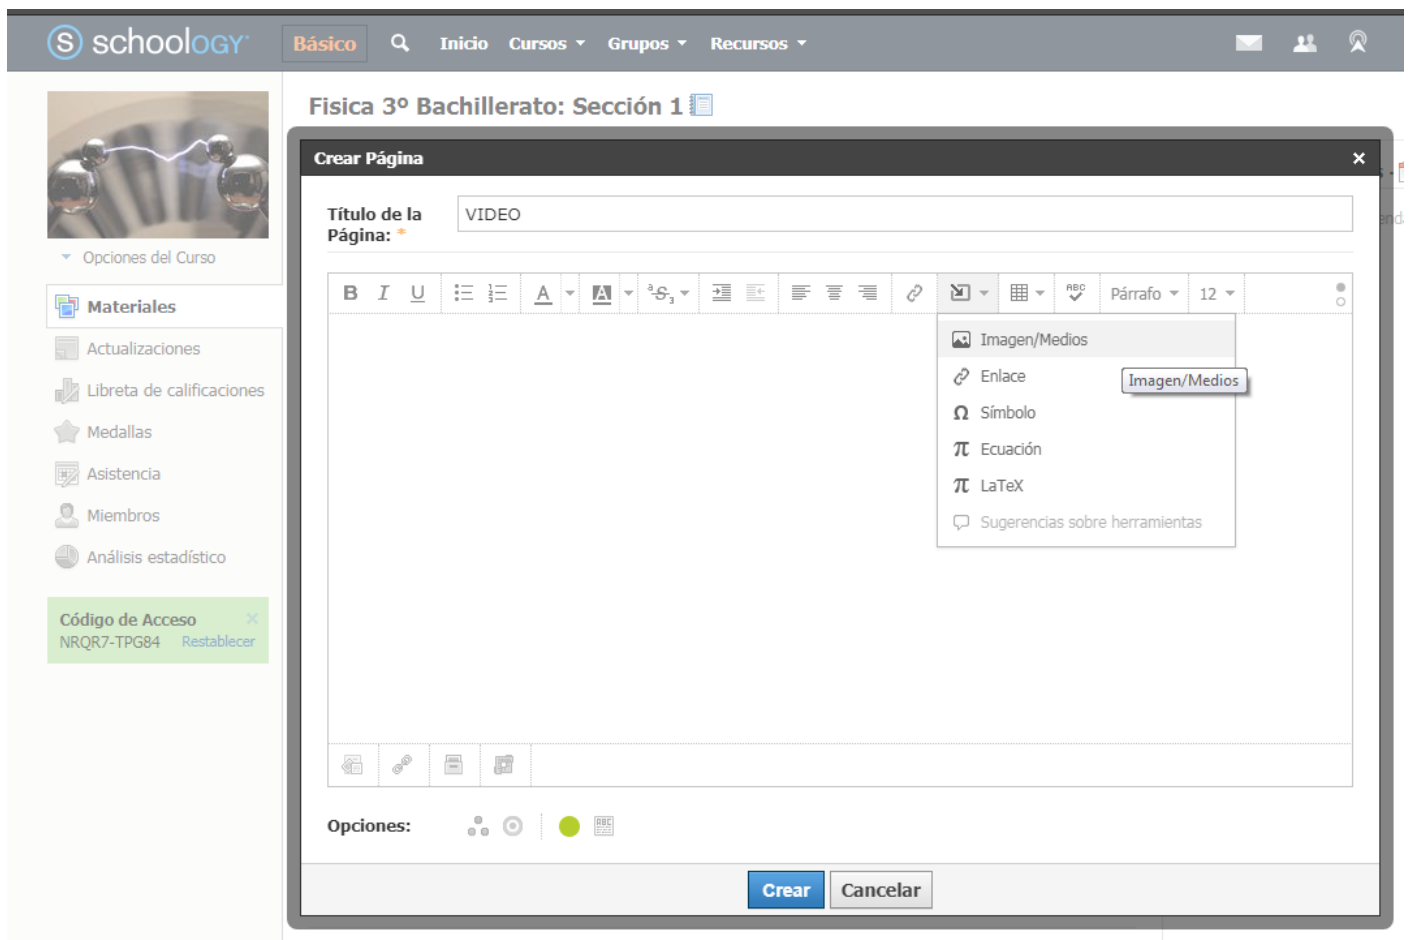 schoology
Básico Inicio Cursos Grupos Recursos
Fisica 3º Bachillerato: Sección 1
Crear Página ×
Título de la Página: * VIDEO
Opciones del Curso
Materiales
Actualizaciones
Libreta de calificaciones
Medallas
Asistencia
Miembros
Análisis estadístico
Código de Acceso ×
NRQR7-TPG84 Restablecer
B I U A A Párrafo 12
ABC
Imagen/Medios
Enlace
Imagen/Medios
Ω Símbolo
π Ecuación
π LaTeX
Sugerencias sobre herramientas
Opciones:
Crear Cancelar